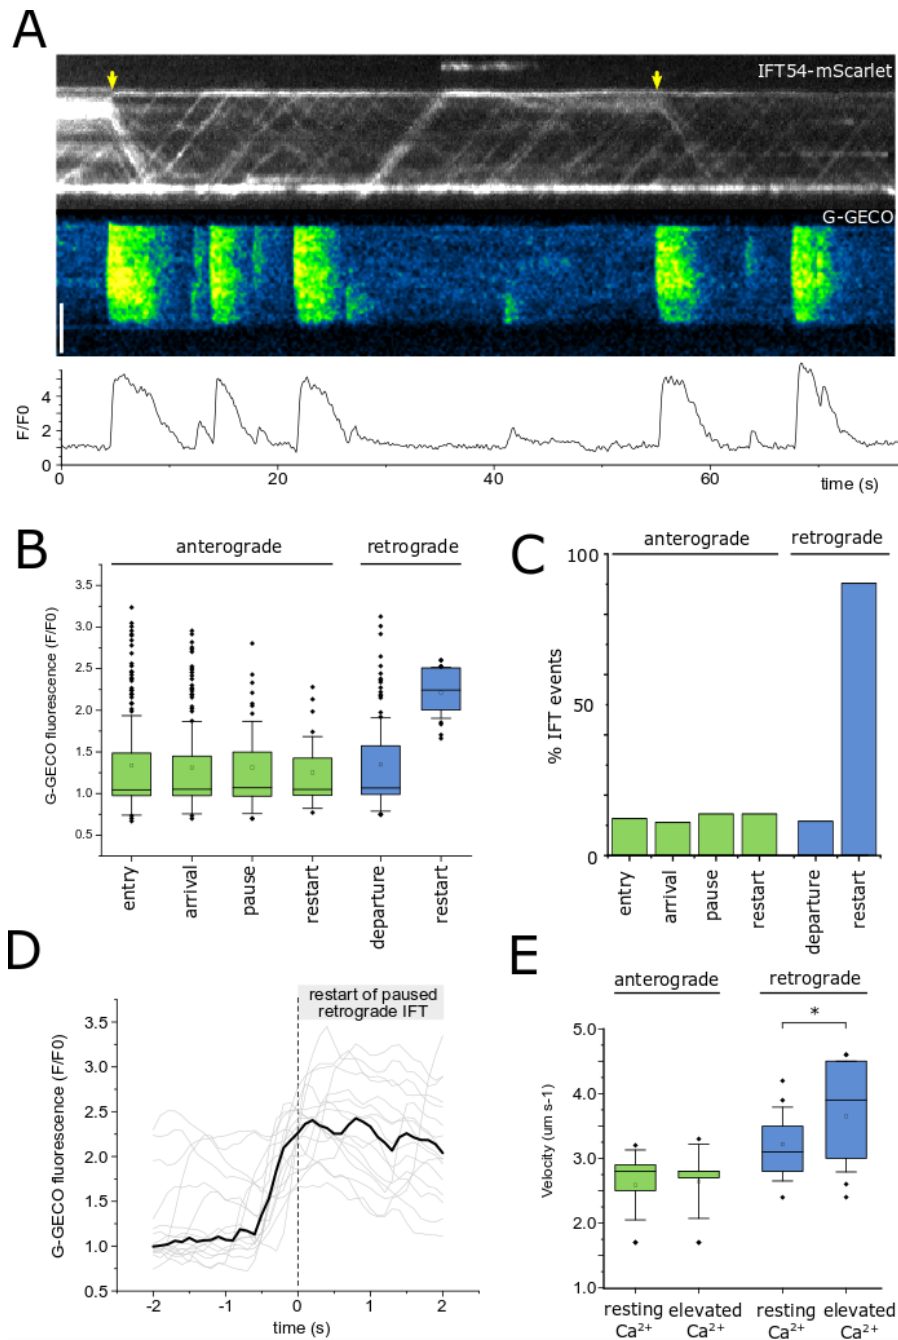 A
IFT54-mScarlet
G-GECO
F/F0
4
2
0
0 20 40 60
time (s)
B
anterograde retrograde
G-GECO fluorescence (F/F0)
3.5
3.0
2.5
2.0
1.5
1.0
0.5
entry arrival pause restart departure restart
C
anterograde retrograde
% IFT events
100
50
0
entry arrival pause restart departure restart
D
restart of paused
retrograde IFT
G-GECO fluorescence (F/F0)
3.5
3.0
2.5
2.0
1.5
1.0
0.5
-2 -1 0 1 2
time (s)
E
anterograde retrograde
*
Velocity (um s-1)
5.0
4.0
3.0
2.0
1.0
resting elevated resting elevated
Ca²⁺ Ca²⁺ Ca²⁺ Ca²⁺